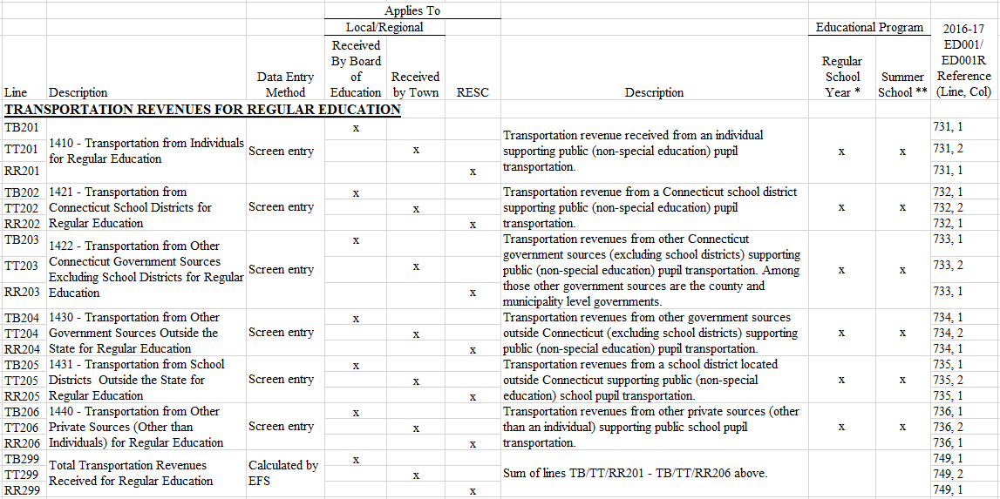 Applies To
Local/Regional
Educational Program
2016-17
ED001/
ED001R
Reference
(Line, Col)
Line
Description
Data Entry
Method
Received
By Board
of
Education
Received
by Town
RESC
Description
Regular
School
Year *
Summer
School **
TRANSPORTATION REVENUES FOR REGULAR EDUCATION
TB201
x
731, 1
TT201
1410 - Transportation from Individuals
for Regular Education
Screen entry
x
Transportation revenue received from an individual
supporting public (non-special education) pupil
transportation.
x
x
731, 2
RR201
x
731, 1
TB202
TT202
RR202
1421 - Transportation from
Connecticut School Districts for
Regular Education
Screen entry
x
x
x
Transportation revenue from a Connecticut school district
supporting public (non-special education) pupil
transportation.
x
x
732, 1
732, 2
732, 1
TB203
TT203
RR203
1422 - Transportation from Other
Connecticut Government Sources
Excluding School Districts for Regular
Education
Screen entry
x
x
x
Transportation revenues from other Connecticut
government sources (excluding school districts) supporting
public (non-special education) pupil transportation. Among
those other government sources are the county and
municipality level governments.
x
x
733, 1
733, 2
733, 1
TB204
TT204
RR204
1430 - Transportation from Other
Government Sources Outside the
State for Regular Education
Screen entry
x
x
x
Transportation revenues from other government sources
outside Connecticut (excluding school districts) supporting
public (non-special education) pupil transportation.
x
x
734, 1
734, 2
734, 1
TB205
TT205
RR205
1431 - Transportation from School
Districts Outside the State for
Regular Education
Screen entry
x
x
x
Transportation revenues from a school district located
outside Connecticut supporting public (non-special
education) school pupil transportation.
x
x
735, 1
735, 2
735, 1
TB206
TT206
RR206
1440 - Transportation from Other
Private Sources (Other than
Individuals) for Regular Education
Screen entry
x
x
x
Transportation revenues from other private sources (other
than an individual) supporting public school pupil
transportation.
x
x
736, 1
736, 2
736, 1
TB299
TT299
RR299
Total Transportation Revenues
Received for Regular Education
Calculated by
EFS
x
x
x
Sum of lines TB/TT/RR201 - TB/TT/RR206 above.
749, 1
749, 2
749, 1